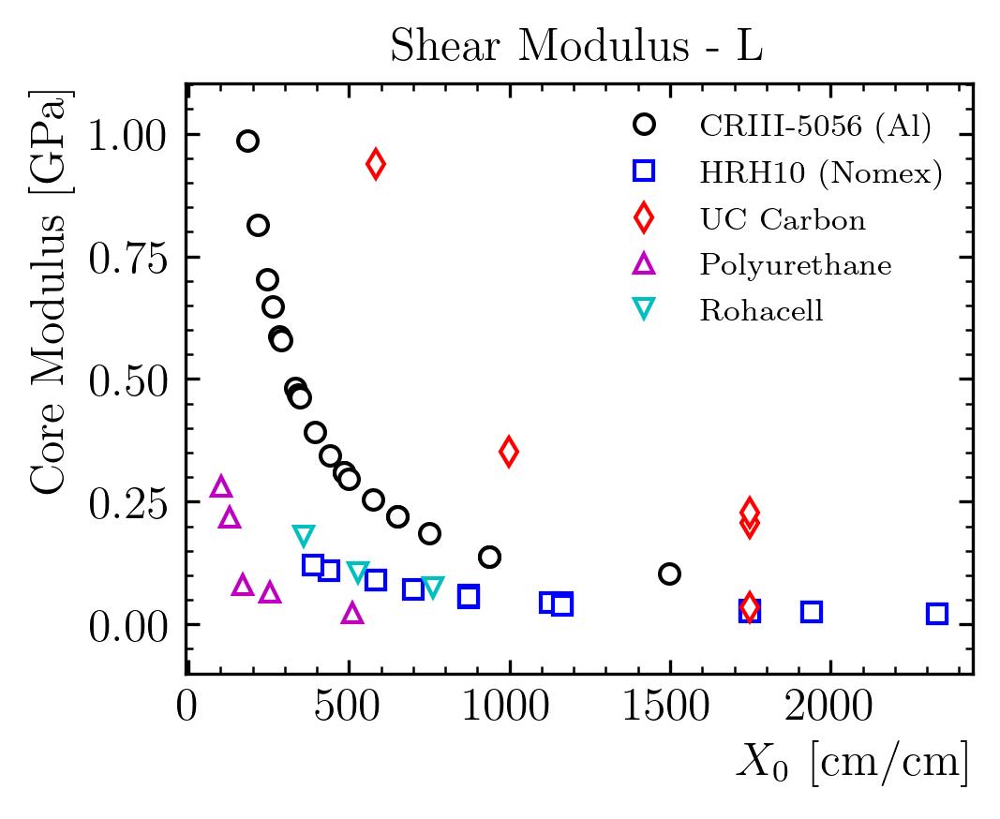 Shear Modulus - L
Core Modulus [GPa]
1.00
0.75
0.50
0.25
0.00
CRIII-5056 (Al)
HRH10 (Nomex)
UC Carbon
Polyurethane
Rohacell
0 500 1000 1500 2000
X₀ [cm/cm]